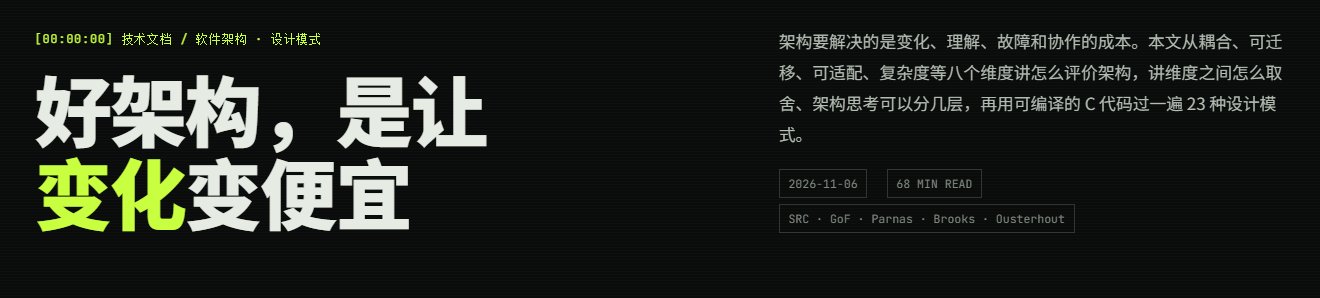 [00:00:00] 技术文档 / 软件架构 · 设计模式
好架构，是让
变化变便宜
架构要解决的是变化、理解、故障和协作的成本。本文从耦合、可迁
移、可适配、复杂度等八个维度讲怎么评价架构，讲维度之间怎么取
舍、架构思考可以分几层，再用可编译的 C 代码过一遍 23 种设计模
式。
2026-11-06
68 MIN READ
SRC · GoF · Parnas · Brooks · Ousterhout